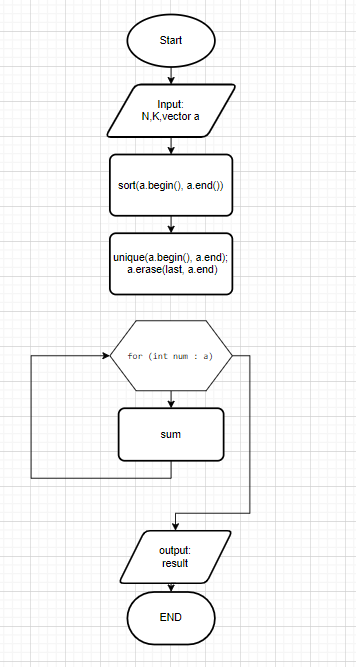 Start
Input:
N,K,vector a
sort(a.begin(), a.end())
unique(a.begin(), a.end);
a.erase(last, a.end)
for (int num : a)
sum
output:
result
END